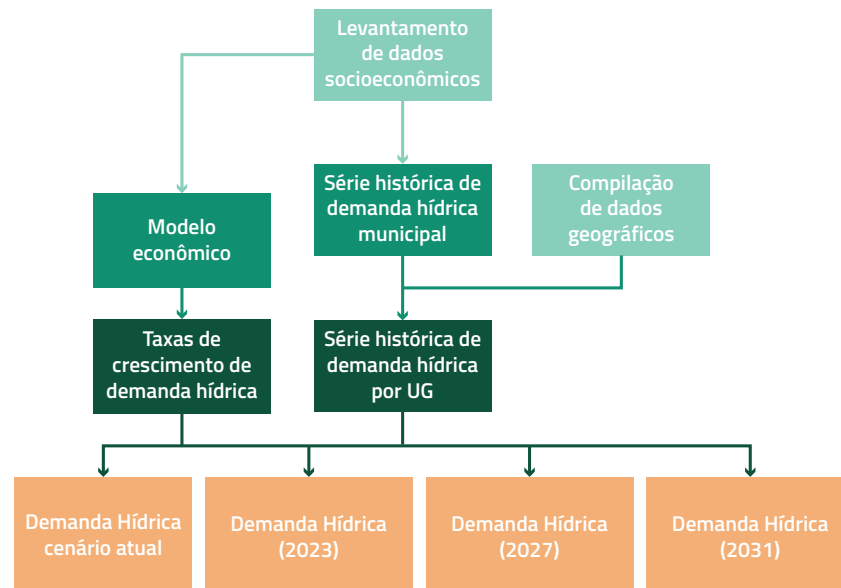 Levantamento
de dados
socioeconômicos
Modelo
econômico
Série histórica de
demanda hídrica
municipal
Compilação
de dados
geográficos
Taxas de
crescimento de
demanda hídrica
Série histórica de
demanda hídrica
por UG
Demanda Hídrica
cenário atual
Demanda Hídrica
(2023)
Demanda Hídrica
(2027)
Demanda Hídrica
(2031)